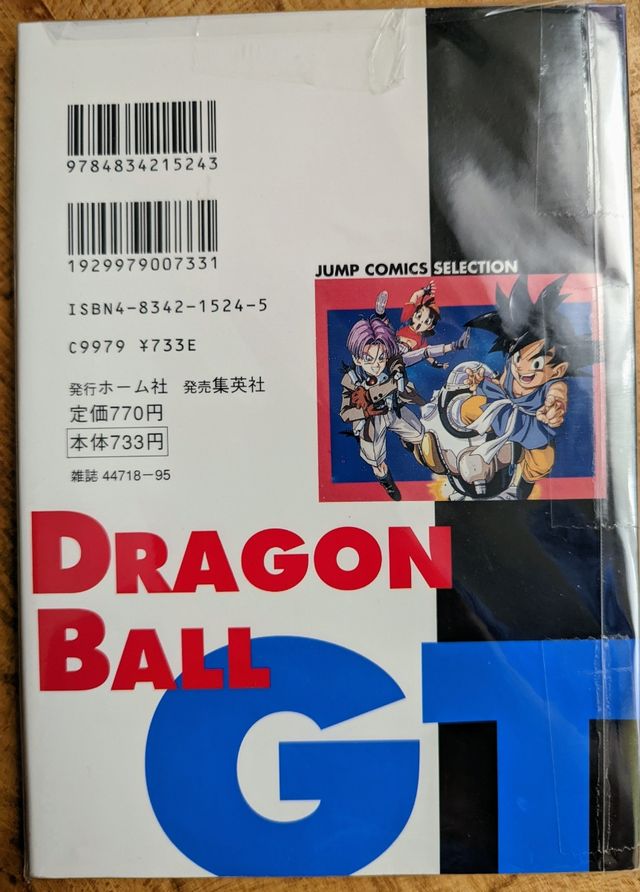 9784834215243
1929979007331
ISBN4-8342-1524-5
C9979 ¥733E
発行ホーム社 発売集英社
定価770円
本体733円
雑誌 44718-95
JUMP COMICS SELECTION
DRAGON
BALL
GT